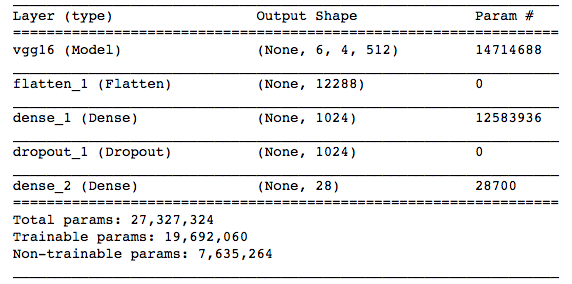 Layer (type) Output Shape Param #
vgg16 (Model) (None, 6, 4, 512) 14714688
flatten_1 (Flatten) (None, 12288) 0
dense_1 (Dense) (None, 1024) 12583936
dropout_1 (Dropout) (None, 1024) 0
dense_2 (Dense) (None, 28) 28700
Total params: 27,327,324
Trainable params: 19,692,060
Non-trainable params: 7,635,264